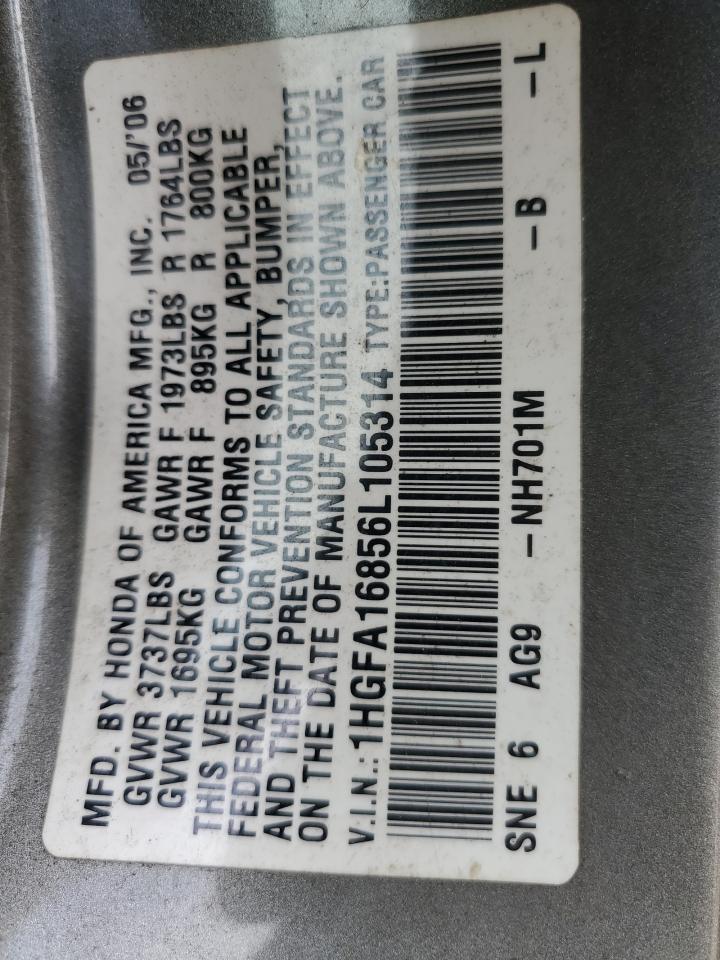 MFD. BY HONDA OF AMERICA MFG., INC. 05/'06
GVWR 3737LBS GAWR F 1973LBS R 1764LBS
GVWR 1695KG GAWR F 895KG R 800KG
THIS VEHICLE CONFORMS TO ALL APPLICABLE
FEDERAL MOTOR VEHICLE SAFETY, BUMPER,
AND THEFT PREVENTION STANDARDS IN EFFECT
ON THE DATE OF MANUFACTURE SHOWN ABOVE.
V.I.N.: 1HGFA16856L105314 TYPE:PASSENGER CAR
SNE 6 AG9 -NH701M -B -L